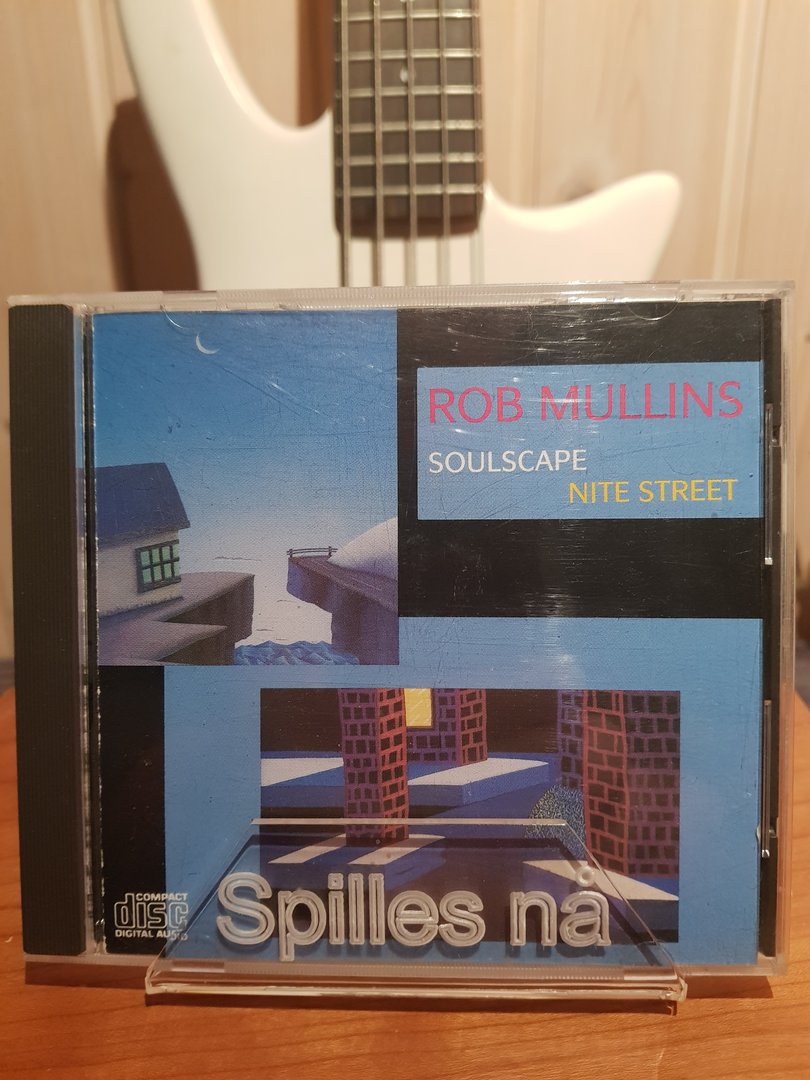 ROB MULLINS
SOULSCAPE
NITE STREET
COMPACT
disc
DIGITAL AUDIO
Spilles nå